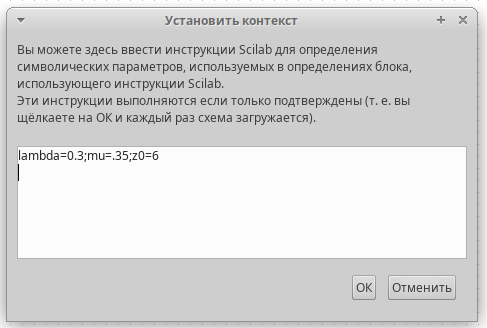 Установить контекст
Вы можете здесь ввести инструкции Scilab для определения
символических параметров, используемых в определениях блока,
использующего инструкции Scilab.
Эти инструкции выполняются если только подтверждены (т. е. вы
щёлкаете на ОК и каждый раз схема загружается).
lambda=0.3;mu=.35;z0=6
ОК
Отменить